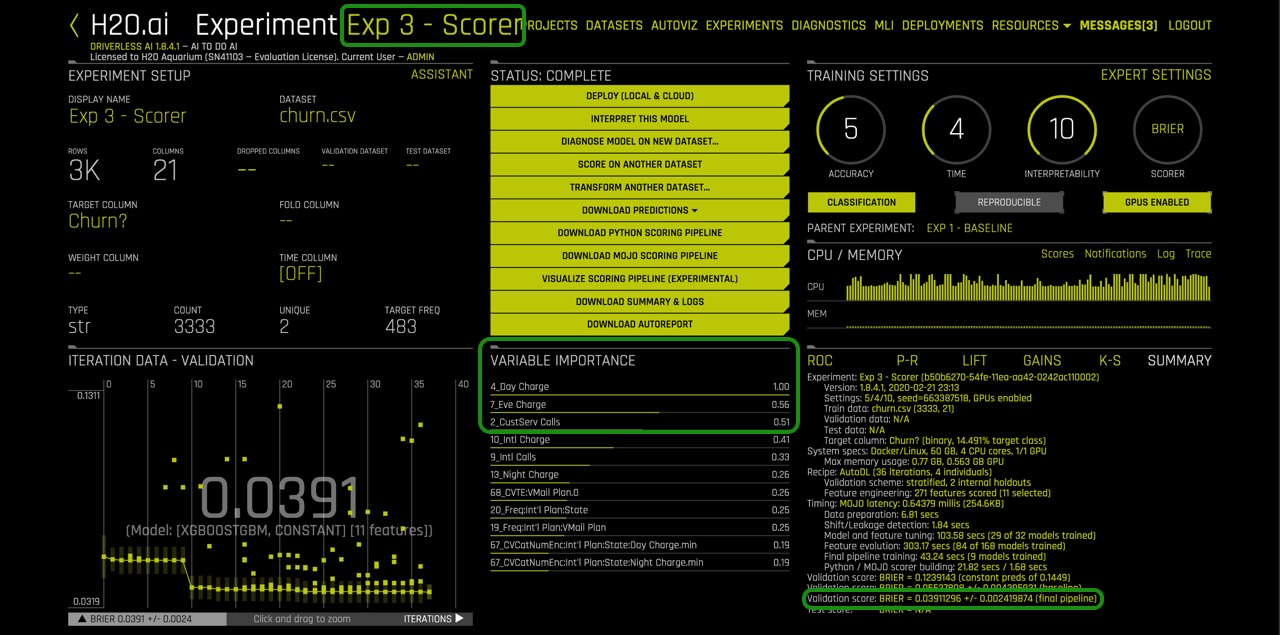 H2O.ai Experiment Exp 3 - Scorer
PROJECTS DATASETS AUTOVIZ EXPERIMENTS DIAGNOSTICS MLI DEPLOYMENTS RESOURCES MESSAGES[3] LOGOUT
DRIVERLESS AI 1.8.4.1 – AI TO DO AI
Licensed to H2O Aquarium (SN41103 – Evaluation License). Current User – ADMIN
EXPERIMENT SETUP ASSISTANT
DISPLAY NAME DATASET
Exp 3 - Scorer churn.csv
ROWS COLUMNS DROPPED COLUMNS VALIDATION DATASET TEST DATASET
3K 21 -- -- --
TARGET COLUMN FOLD COLUMN
Churn? --
WEIGHT COLUMN TIME COLUMN
-- [OFF]
TYPE COUNT UNIQUE TARGET FREQ
str 3333 2 483
STATUS: COMPLETE
DEPLOY (LOCAL & CLOUD)
INTERPRET THIS MODEL
DIAGNOSE MODEL ON NEW DATASET...
SCORE ON ANOTHER DATASET
TRANSFORM ANOTHER DATASET...
DOWNLOAD PREDICTIONS
DOWNLOAD PYTHON SCORING PIPELINE
DOWNLOAD MOJO SCORING PIPELINE
VISUALIZE SCORING PIPELINE (EXPERIMENTAL)
DOWNLOAD SUMMARY & LOGS
DOWNLOAD AUTOREPORT
TRAINING SETTINGS EXPERT SETTINGS
5 4 10 BRIER
ACCURACY TIME INTERPRETABILITY SCORER
CLASSIFICATION REPRODUCIBLE GPUS ENABLED
PARENT EXPERIMENT: EXP 1 - BASELINE
CPU / MEMORY Scores Notifications Log Trace
CPU
MEM
ITERATION DATA - VALIDATION
0 5 10 15 20 25 30 35 40
0.1311
0.0391
(Model: [XGBOOSTGBM, CONSTANT] [11 features])
0.0319
BRIER 0.0391 +/- 0.0024 Click and drag to zoom ITERATIONS
VARIABLE IMPORTANCE
4_Day Charge 1.00
7_Eve Charge 0.56
2_CustServ Calls 0.51
10_Intl Charge 0.41
9_Intl Calls 0.33
13_Night Charge 0.26
68_CVTE:VMail Plan.0 0.26
20_Freq:State 0.25
19_Freq:Int'l Plan:VMail Plan 0.25
67_CVCatNumEnc:Int'l Plan:State:Day Charge.min 0.19
67_CVCatNumEnc:Int'l Plan:State:Night Charge.min 0.19
ROC P-R LIFT GAINS K-S SUMMARY
Experiment: Exp 3 - Scorer (b50b6270-54fe-11ea-aa42-0242ac110002)
Version: 1.8.4.1, 2020-02-21 23:13
Settings: 5/4/10, seed=663387518, GPUs enabled
Train data: churn.csv (3333, 21)
Validation data: N/A
Test data: N/A
Target column: Churn? (binary, 14.491% target class)
System specs: Docker/Linux, 60 GB, 4 CPU cores, 1/1 GPU
Max memory usage: 0.77 GB, 0.563 GB GPU
Recipe: AutoDL (36 iterations, 4 individuals)
Validation scheme: stratified, 2 internal holdouts
Feature engineering: 271 features scored (11 selected)
Timing: MOJO latency: 0.64379 millis (254.6KB)
Data preparation: 6.81 secs
Shift/Leakage detection: 1.84 secs
Model and feature tuning: 103.58 secs (29 of 32 models trained)
Feature evolution: 303.17 secs (84 of 168 models trained)
Final pipeline training: 43.24 secs (9 models trained)
Python / MOJO scorer building: 21.82 secs / 1.68 secs
Validation score: BRIER = 0.1239143 (constant preds of 0.1449)
Validation score: BRIER = (baseline)
Validation score: BRIER = 0.03911296 +/- 0.002419874 (final pipeline)
Test score: BRIER = N/A